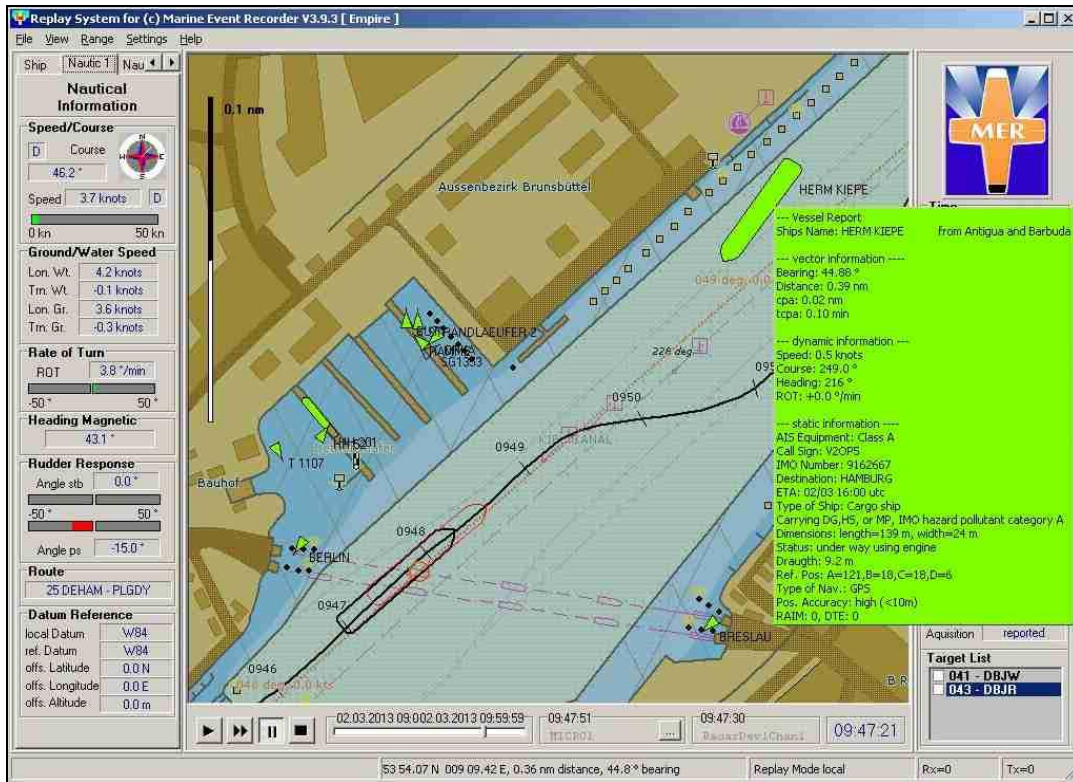 Replay System for (c) Marine Event Recorder V3.9.3 [ Empire ]
File View Range Settings Help
Ship Nautic 1 Nau
Nautical
Information
Speed/Course
D Course
46.2 °
Speed 3.7 knots D
0 kn 50 kn
Ground/Water Speed
Lon. Wt. 4.2 knots
Trn. Wt. -0.1 knots
Lon. Gr. 3.6 knots
Trn. Gr. -0.3 knots
Rate of Turn
ROT 3.8 °/min
-50 ° 50 °
Heading Magnetic
43.1 °
Rudder Response
Angle stb 0.0 °
-50 ° 50 °
Angle ps -15.0 °
Route
25 DEHAM - PLGDY
Datum Reference
local Datum W84
ref. Datum W84
offs. Latitude 0.0 N
offs. Longitude 0.0 E
offs. Altitude 0.0 m
0.1 nm
Aussenbezirk Brunsbüttel
HERM KIEPE
STRANDLAEUFER 2
SG1333
T 1107
Bauhof
BERLIN
BRESLAU
KIEL CANAL
228 deg.
0946
0947
0948
0949
0950
MER
Time
--- Vessel Report
Ships Name: HERM KIEPE from Antigua and Barbuda
--- vector information ----
Bearing: 44.88 °
Distance: 0.39 nm
cpa: 0.02 nm
tcpa: 0.10 min
--- dynamic information ---
Speed: 0.5 knots
Course: 249.0 °
Heading: 216 °
ROT: +0.0 °/min
--- static information ----
AIS Equipment: Class A
Call Sign: V2OP5
IMO Number: 9162667
Destination: HAMBURG
ETA: 02/03 16:00 utc
Type of Ship: Cargo ship
Carrying DG,HS, or MP, IMO hazard pollutant category A
Dimensions: length=139 m, width=24 m
Status: under way using engine
Draugth: 9.2 m
Ref. Pos: A=121,B=18,C=18,D=6
Type of Nav.: GPS
Pos. Accuracy: high (<10m)
RAIM: 0, DTE: 0
Aquisition reported
Target List
041 - DBJW
043 - DBJR
02.03.2013 09:00 02.03.2013 09:59:59
09:47:51
MICRO1
...
09:47:30
RadarDev1Chan1
09:47:21
53 54.07 N 009 09.42 E, 0.36 nm distance, 44.8° bearing
Replay Mode local
Rx=0
Tx=0